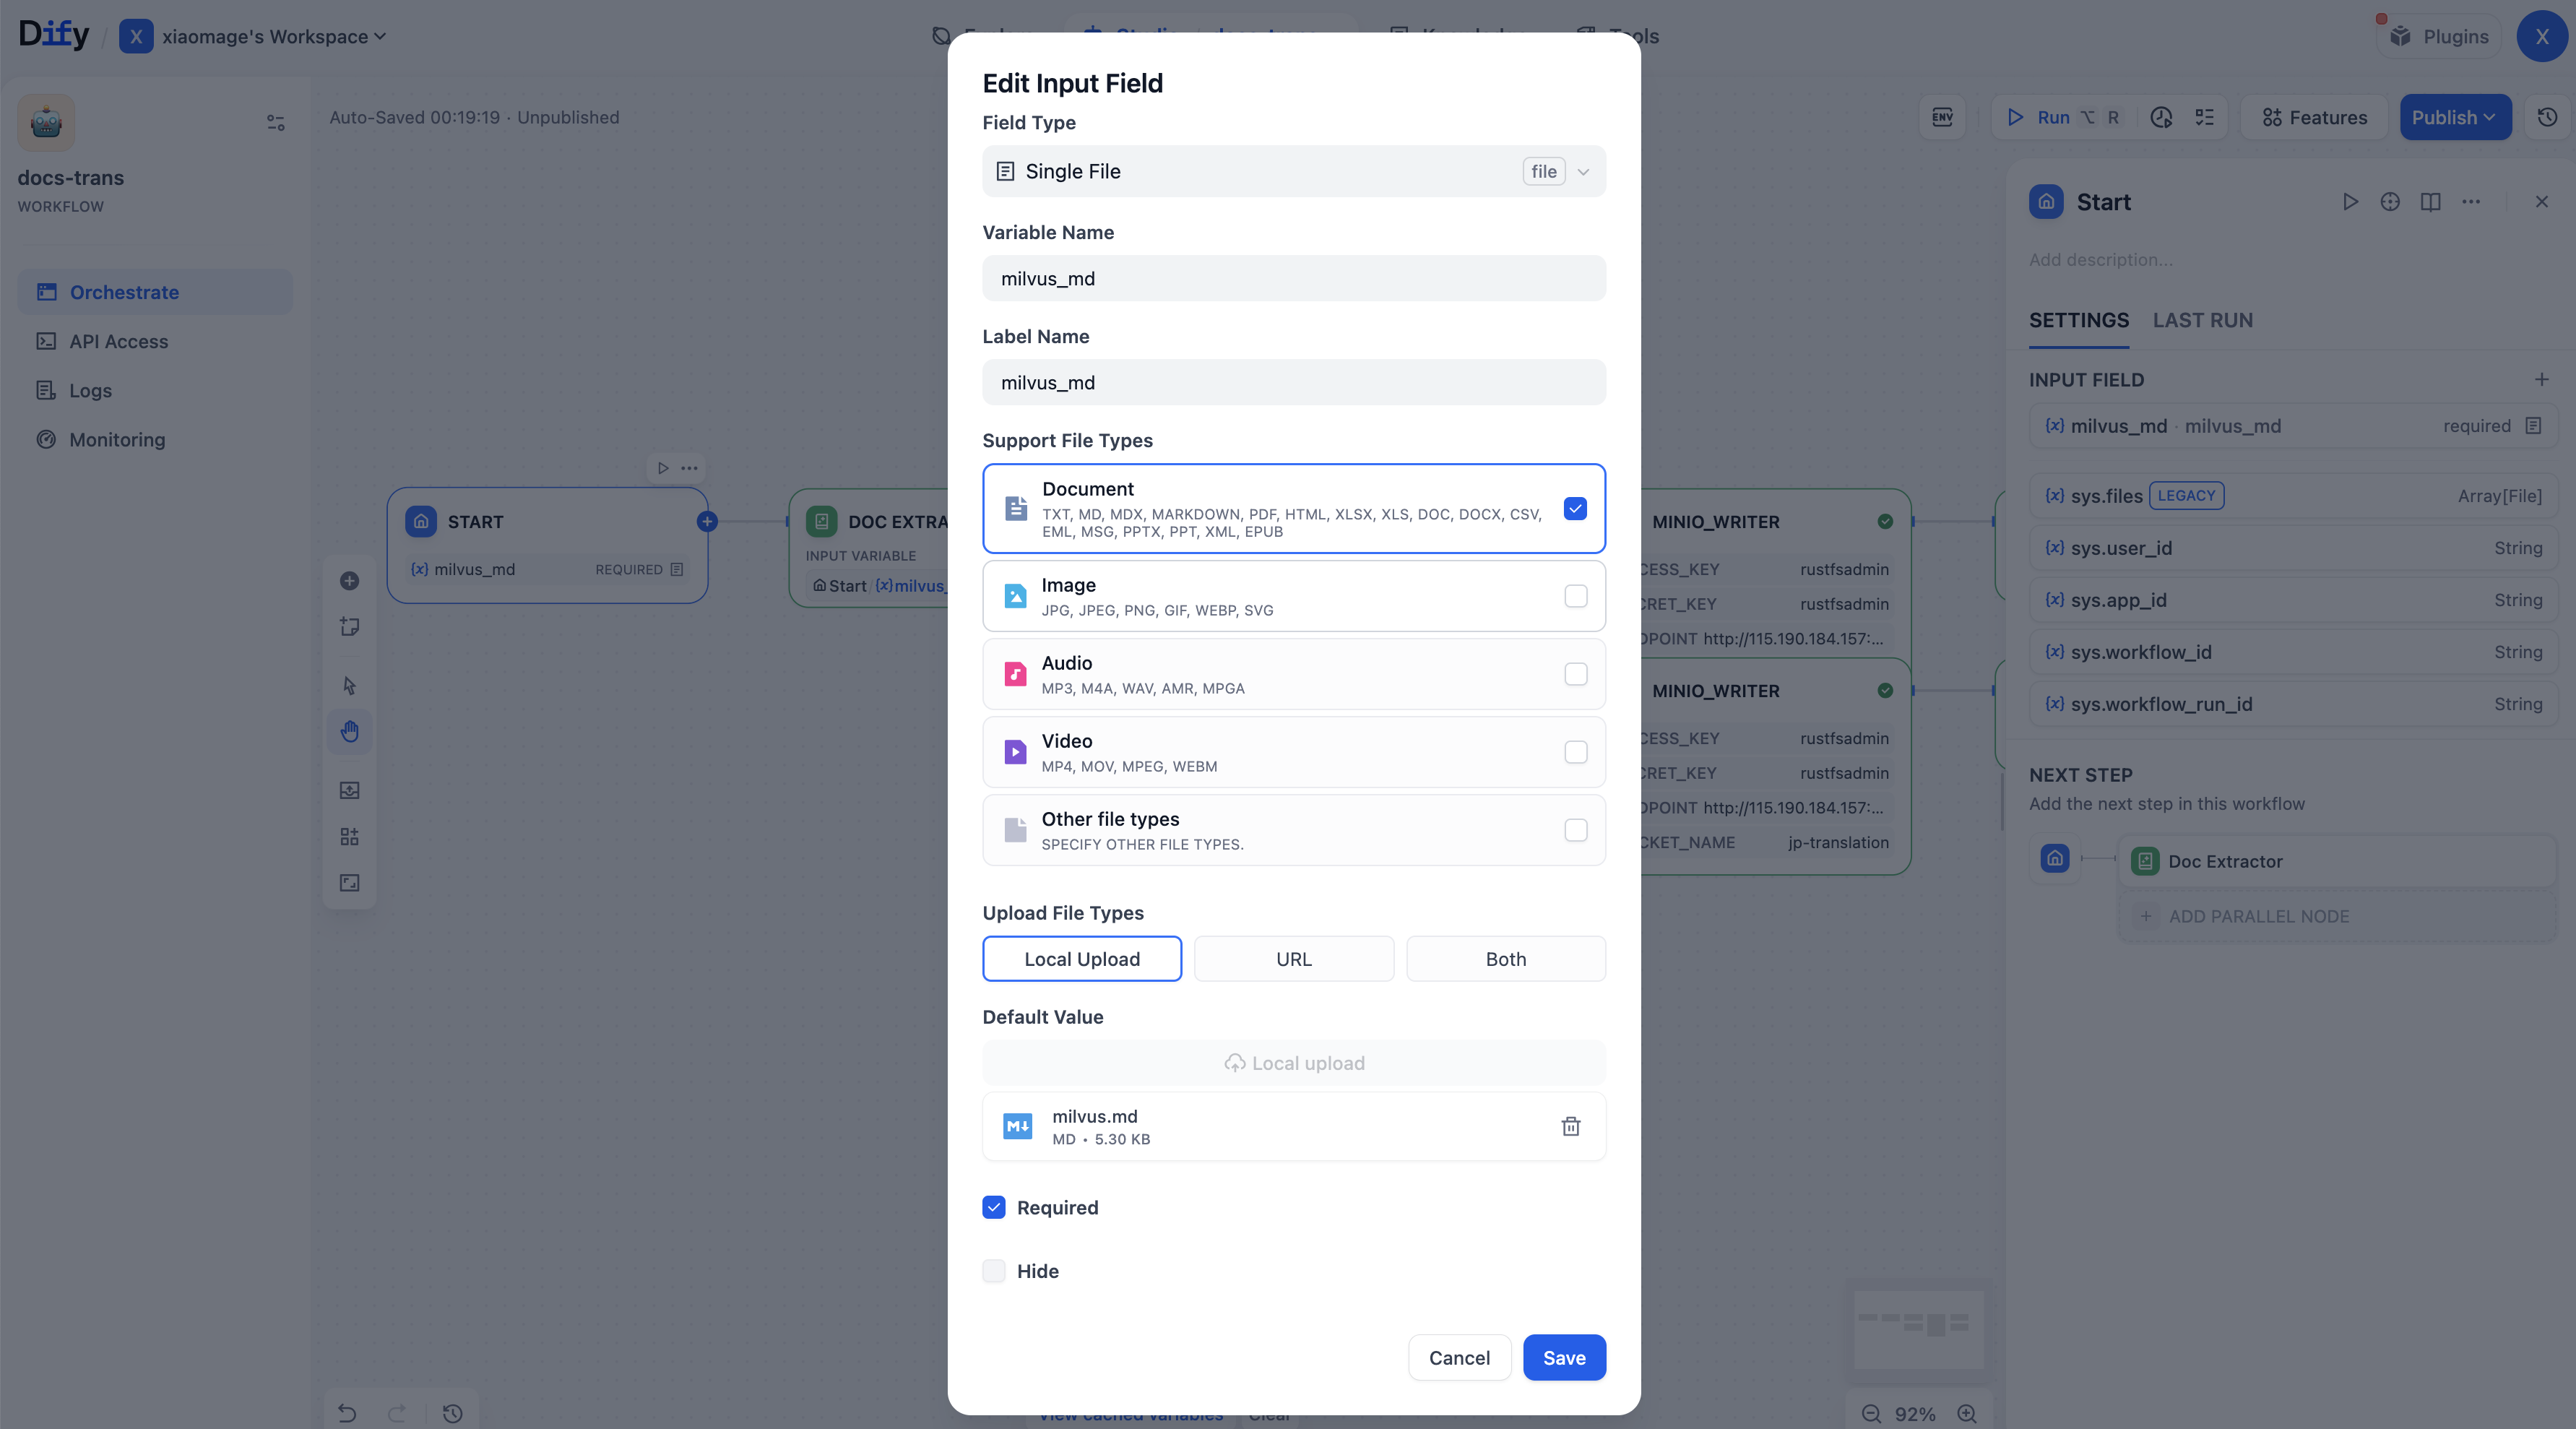 Dify / X xiaomage's Workspace
Plugins
X
docs-trans
WORKFLOW
Orchestrate
API Access
Logs
Monitoring
Auto-Saved 00:19:19 · Unpublished
ENV
Run ⌥ R
Features
Publish
START
{x} milvus_md REQUIRED
DOC EXTRA
INPUT VARIABLE
Start / {x} milvus_
MINIO_WRITER
CESS_KEY rustfsadmin
CRET_KEY rustfsadmin
DPOINT http://115.190.184.157:...
MINIO_WRITER
CESS_KEY rustfsadmin
CRET_KEY rustfsadmin
DPOINT http://115.190.184.157:...
CKET_NAME jp-translation
Edit Input Field
Field Type
Single File file
Variable Name
milvus_md
Label Name
milvus_md
Support File Types
Document
TXT, MD, MDX, MARKDOWN, PDF, HTML, XLSX, XLS, DOC, DOCX, CSV,
EML, MSG, PPTX, PPT, XML, EPUB
Image
JPG, JPEG, PNG, GIF, WEBP, SVG
Audio
MP3, M4A, WAV, AMR, MPGA
Video
MP4, MOV, MPEG, WEBM
Other file types
SPECIFY OTHER FILE TYPES.
Upload File Types
Local Upload
URL
Both
Default Value
Local upload
M↓
milvus.md
MD • 5.30 KB
Required
Hide
Cancel
Save
View cached variables
Clear
Start
Add description...
SETTINGS
LAST RUN
INPUT FIELD
{x} milvus_md · milvus_md required
{x} sys.files LEGACY Array[File]
{x} sys.user_id String
{x} sys.app_id String
{x} sys.workflow_id String
{x} sys.workflow_run_id String
NEXT STEP
Add the next step in this workflow
Doc Extractor
ADD PARALLEL NODE
92%